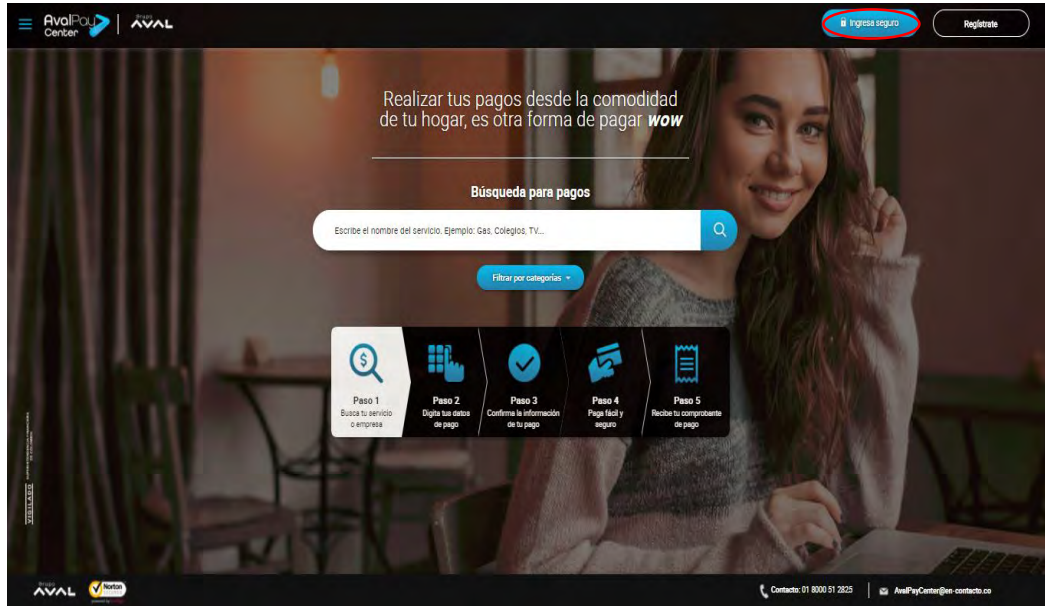 AvalPay
Center
Grupo
AVAL
Ingresa seguro
Regístrate
Realizar tus pagos desde la comodidad
de tu hogar, es otra forma de pagar wow
Búsqueda para pagos
Escribe el nombre del servicio. Ejemplo: Gas, Colegios, TV...
Filtrar por categorías
Paso 1
Busca tu servicio
o empresa
Paso 2
Digita tus datos
de pago
Paso 3
Confirma la información
de tu pago
Paso 4
Paga fácil y
seguro
Paso 5
Recibe tu comprobante
de pago
VIGILADO
Grupo
AVAL
Norton
Contacto: 01 8000 51 2825
AvalPayCenter@en-contacto.co